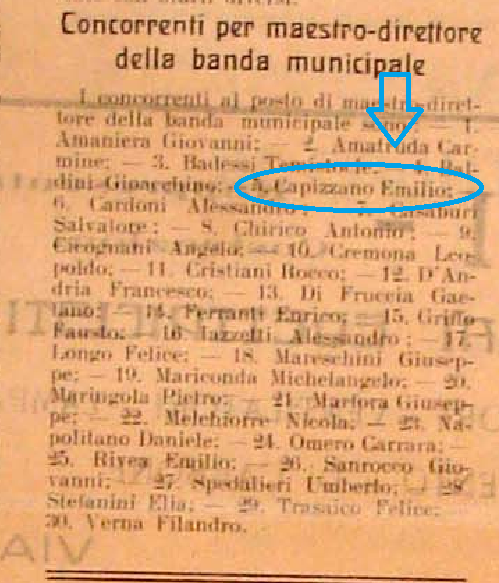 Concorrenti per maestro-direttore
della banda municipale
I concorrenti al posto di maestro-diret-
tore della banda municipale sono: — 1.
Amaniera Giovanni; — 2. Amatruda Car-
mine; — 3. Badessi Temistocle; — 4. Bal-
dini Gioacchino; — 5. Capizzano Emilio;
6. Cardoni Alessandro; — 7. Casaburi
Salvatore; — 8. Chirico Antonio; — 9.
Cicognani Angelo; — 10. Cremona Leo-
poldo; — 11. Cristiani Rocco; — 12. D'An-
dria Francesco; — 13. Di Fruccia Gae-
tano; — 14. Ferranti Enrico; — 15. Griffo
Fausto. — 16. Iazzetti Alessandro; — 17.
Longo Felice; — 18. Mareschini Giusep-
pe; — 19. Mariconda Michelangelo; — 20.
Maringola Pietro; — 21. Marfora Giusep-
pe; — 22. Melchiorre Nicola; — 23. Na-
politano Daniele; — 24. Omero Carrara; —
25. Rivea Emilio; — 26. Sanrocco Gio-
vanni; — 27. Spedalieri Umberto; — 28.
Stefanini Elia; — 29. Trasaico Felice;
30. Verna Filandro.